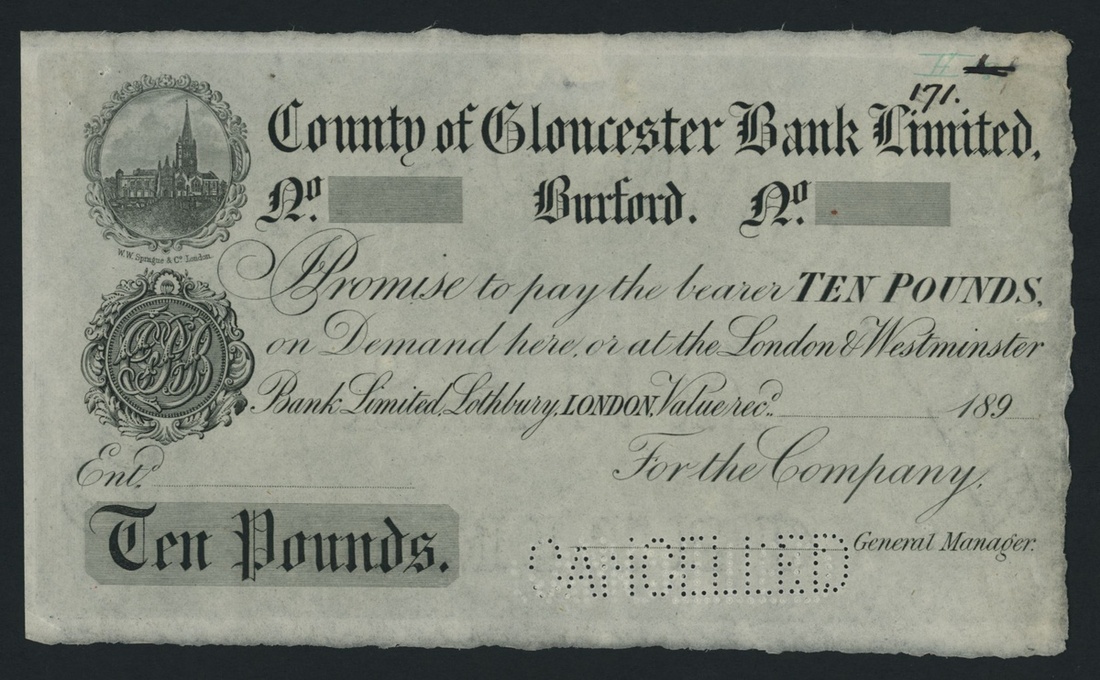 171.
County of Gloucester Bank Limited.
Nº. Burford. Nº.
W.W. Sprague & Cº London.
I Promise to pay the bearer TEN POUNDS,
on Demand here, or at the London & Westminster
Bank Limited, Lothbury, LONDON, Value recd. 189
Entd.
For the Company,
Ten Pounds.
CANCELLED
General Manager.